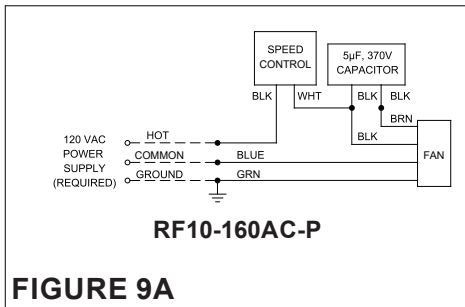 SPEED
CONTROL
5µF, 370V
CAPACITOR
BLK
WHT
BLK
BLK
BRN
BLK
FAN
120 VAC
POWER
SUPPLY
(REQUIRED)
HOT
COMMON
BLUE
GROUND
GRN
RF10-160AC-P
FIGURE 9A